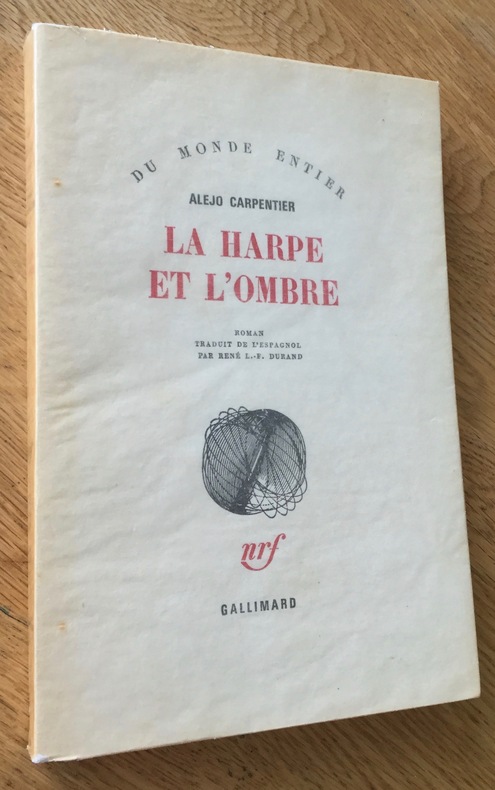 DU MONDE ENTIER
ALEJO CARPENTIER
LA HARPE
ET L'OMBRE
ROMAN
TRADUIT DE L'ESPAGNOL
PAR RENÉ L.-F. DURAND
nrf
GALLIMARD